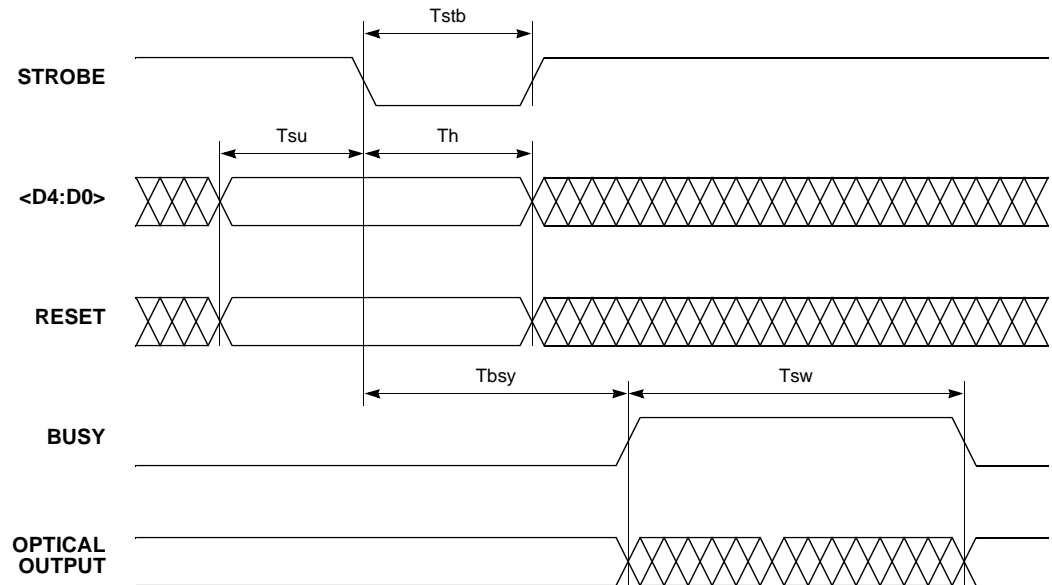 Tstb
STROBE
Tsu
Th
<D4:D0>
RESET
Tbsy
Tsw
BUSY
OPTICAL
OUTPUT